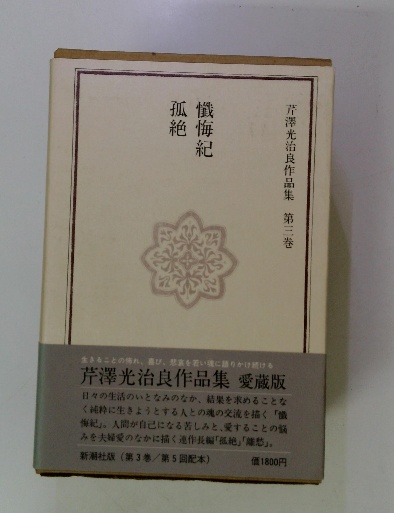 芹澤光治良作品集 第三巻
懺悔紀
孤絶
生きることの怖れ、喜び、悲哀を若い魂に語りかけ続ける
芹澤光治良作品集 愛蔵版
日々の生活のいとなみのなか、結果を求めることな
く純粋に生きようとする人との魂の交流を描く「懺
悔紀」。人間が自己になる苦しみと、愛することの悩
みを夫婦愛のなかに描く連作長編「孤絶」「離愁」。
新潮社版(第3巻/第5回配本)
価1800円